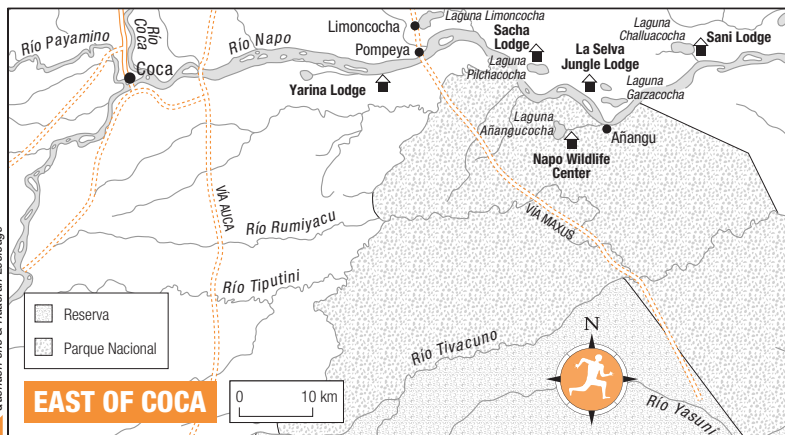 Limoncocha
Laguna Limoncocha
Río Payamino
Río
Coca
Río Napo
Pompeya
Sacha
Lodge
Laguna
Pilchacocha
La Selva
Jungle Lodge
Laguna
Challuacocha
Sani Lodge
Coca
Yarina Lodge
Laguna
Garzacocha
Laguna
Añangucocha
Añangu
Napo Wildlife
Center
VÍA AUCA
Río Rumiyacu
VÍA MAXUS
Río Tiputini
Reserva
Parque Nacional
Río Tivacuno
N
EAST OF COCA
0 10 km
Río Yasuní